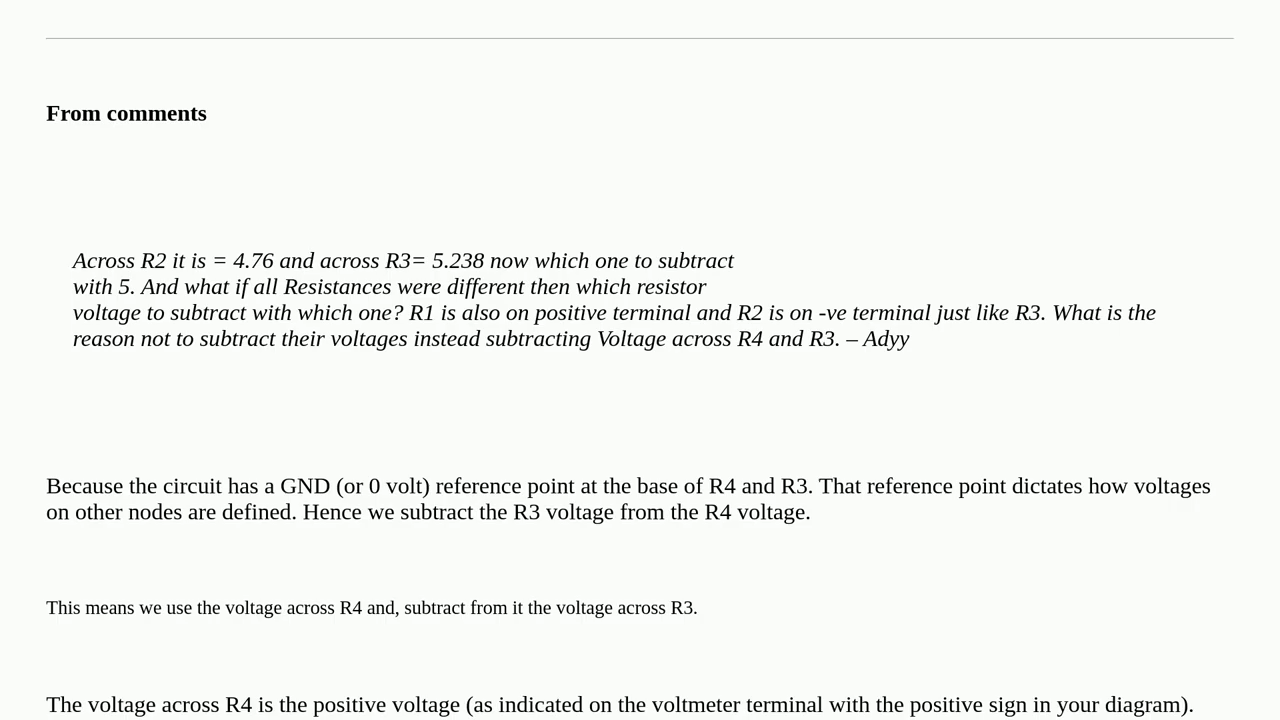 From comments
Across R2 it is = 4.76 and across R3= 5.238 now which one to subtract
with 5. And what if all Resistances were different then which resistor
voltage to subtract with which one? R1 is also on positive terminal and R2 is on -ve terminal just like R3. What is the
reason not to subtract their voltages instead subtracting Voltage across R4 and R3. – Adyy
Because the circuit has a GND (or 0 volt) reference point at the base of R4 and R3. That reference point dictates how voltages
on other nodes are defined. Hence we subtract the R3 voltage from the R4 voltage.
This means we use the voltage across R4 and, subtract from it the voltage across R3.
The voltage across R4 is the positive voltage (as indicated on the voltmeter terminal with the positive sign in your diagram).